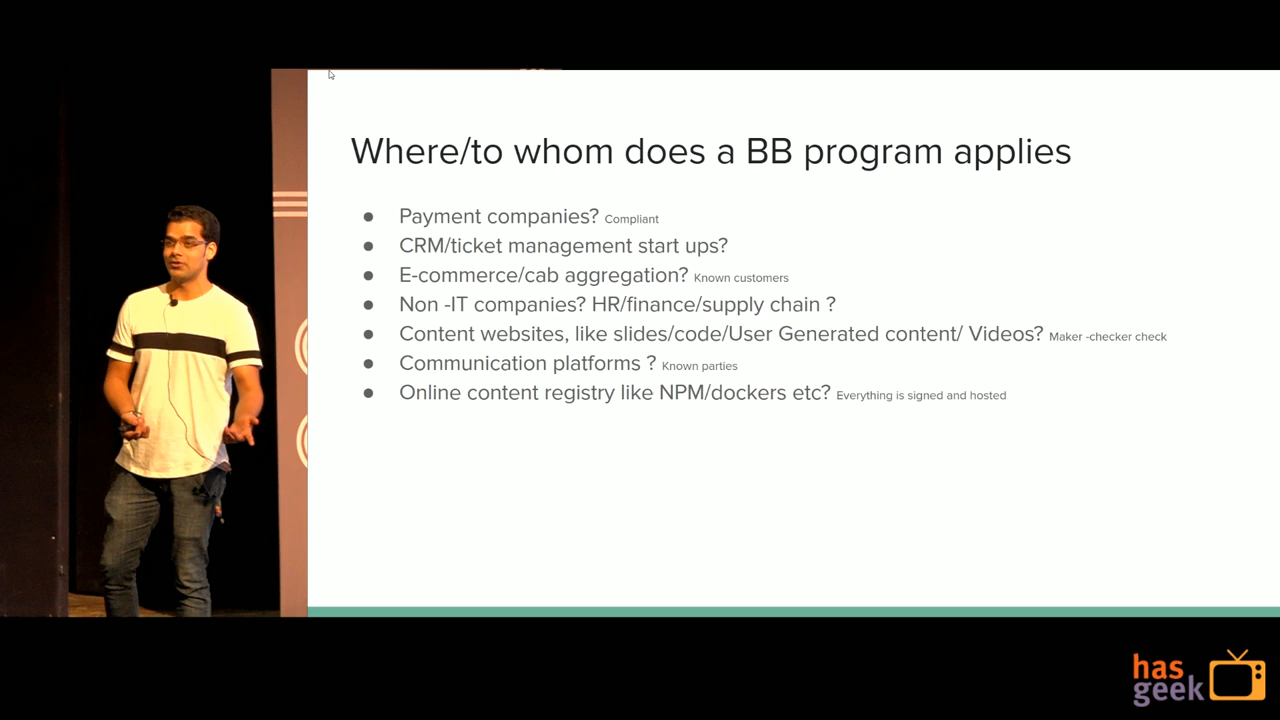 Where/to whom does a BB program applies
● Payment companies? Compliant
● CRM/ticket management start ups?
● E-commerce/cab aggregation? Known customers
● Non -IT companies? HR/finance/supply chain ?
● Content websites, like slides/code/User Generated content/ Videos? Maker -checker check
● Communication platforms ? Known parties
● Online content registry like NPM/dockers etc? Everything is signed and hosted
has
geek